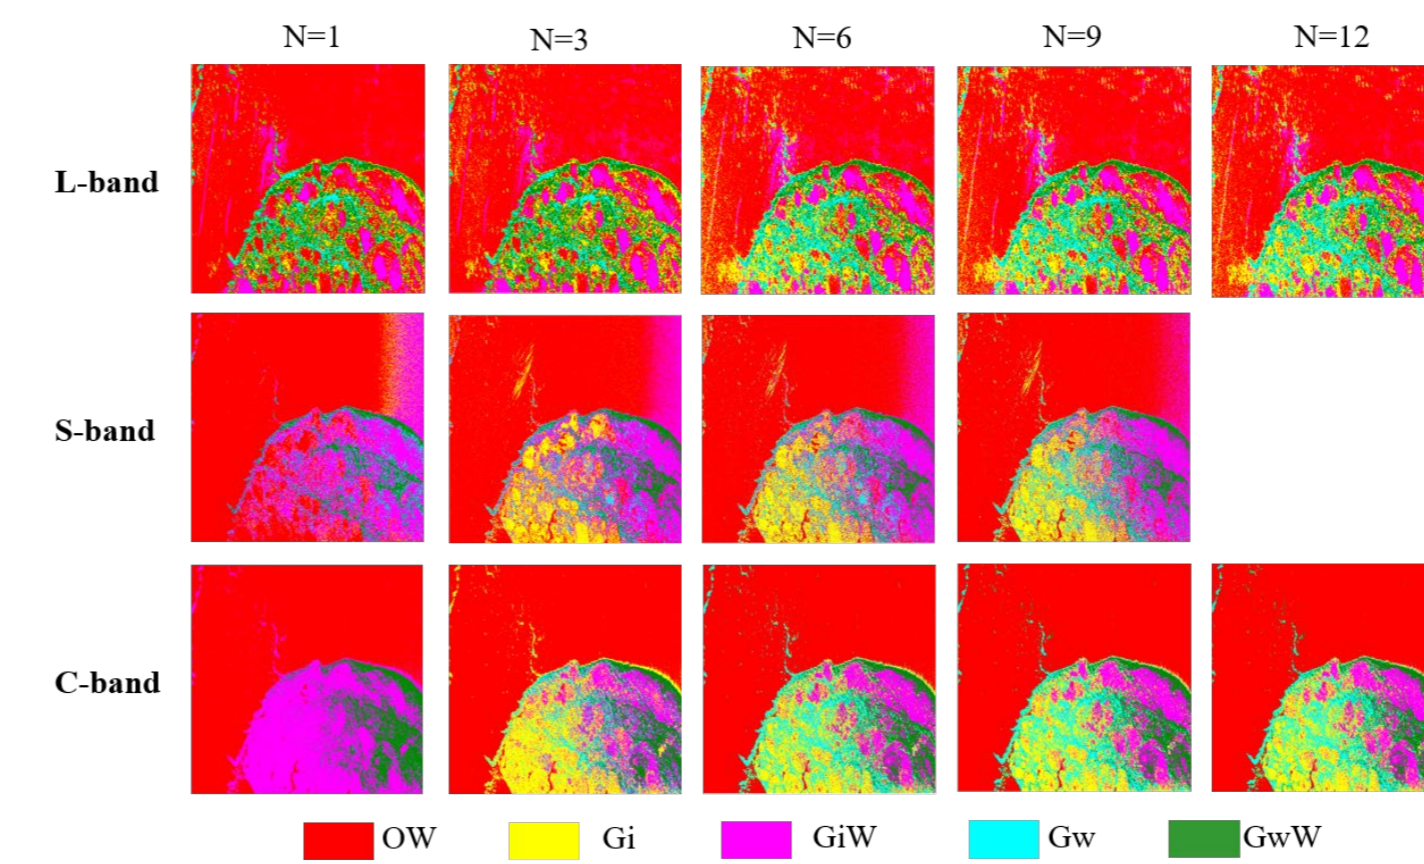 N=1 N=3 N=6 N=9 N=12
L-band
S-band
C-band
OW Gi GiW Gw GwW